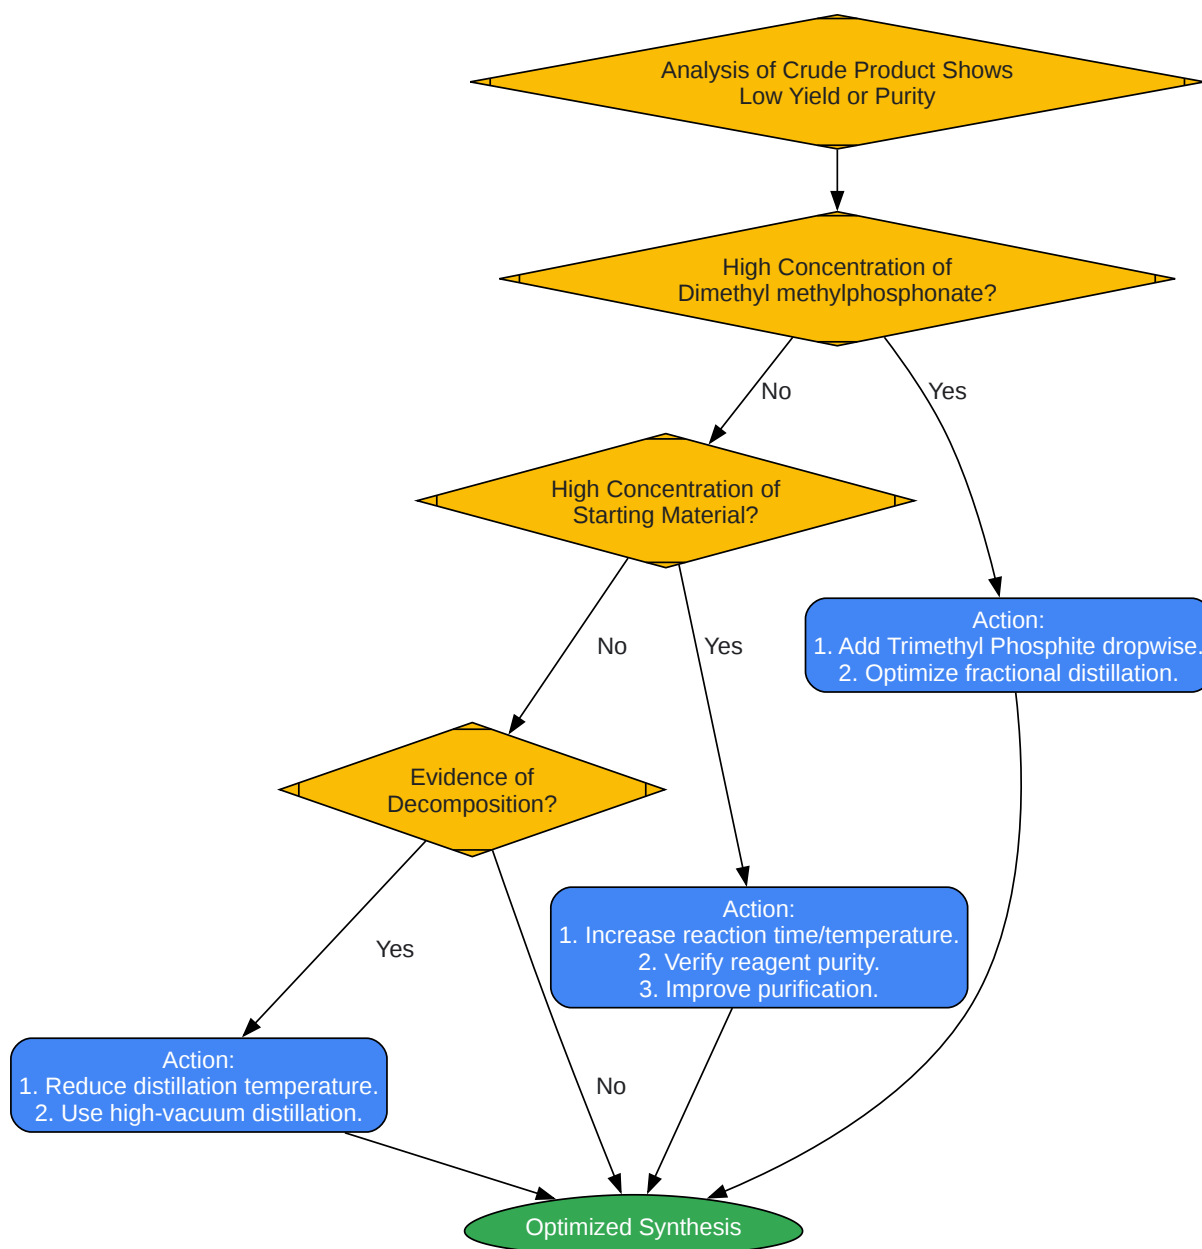 Analysis of Crude Product Shows
Low Yield or Purity
High Concentration of
Dimethyl methylphosphonate?
No
Yes
High Concentration of
Starting Material?
Action:
1. Add Trimethyl Phosphite dropwise.
2. Optimize fractional distillation.
No
Yes
Evidence of
Decomposition?
Action:
1. Increase reaction time/temperature.
2. Verify reagent purity.
3. Improve purification.
Yes
Action:
1. Reduce distillation temperature.
2. Use high-vacuum distillation.
No
Optimized Synthesis